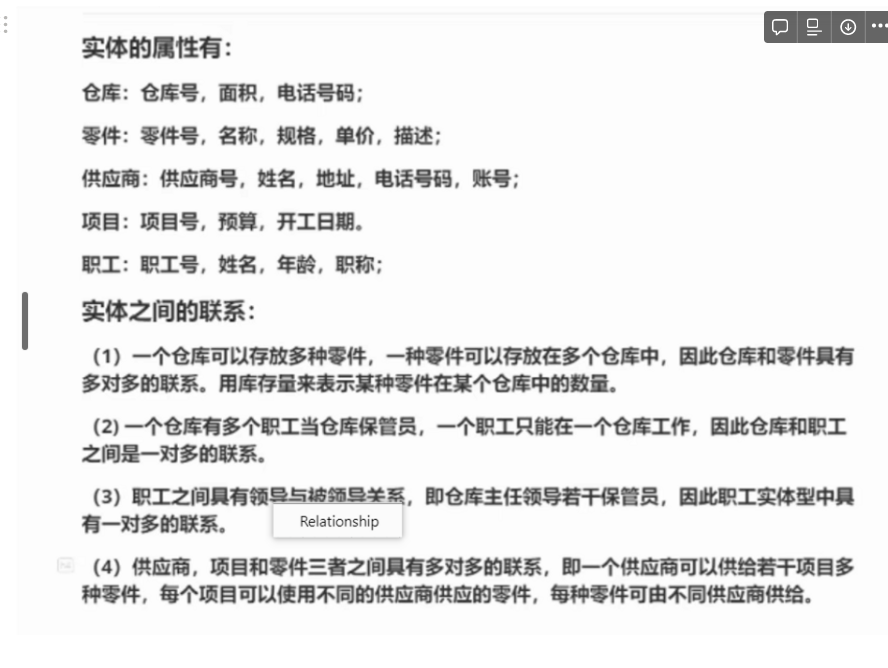 实体的属性有：
仓库：仓库号，面积，电话号码；
零件：零件号，名称，规格，单价，描述；
供应商：供应商号，姓名，地址，电话号码，账号；
项目：项目号，预算，开工日期。
职工：职工号，姓名，年龄，职称；
实体之间的联系：
（1）一个仓库可以存放多种零件，一种零件可以存放在多个仓库中，因此仓库和零件具有
多对多的联系。用库存量来表示某种零件在某个仓库中的数量。
（2）一个仓库有多个职工当仓库保管员，一个职工只能在一个仓库工作，因此仓库和职工
之间是一对多的联系。
（3）职工之间具有领导与被领导关系，即仓库主任领导若干保管员，因此职工实体型中具
有一对多的联系。
Relationship
（4）供应商，项目和零件三者之间具有多对多的联系，即一个供应商可以供给若干项目多
种零件，每个项目可以使用不同的供应商供应的零件，每种零件可由不同供应商供给。